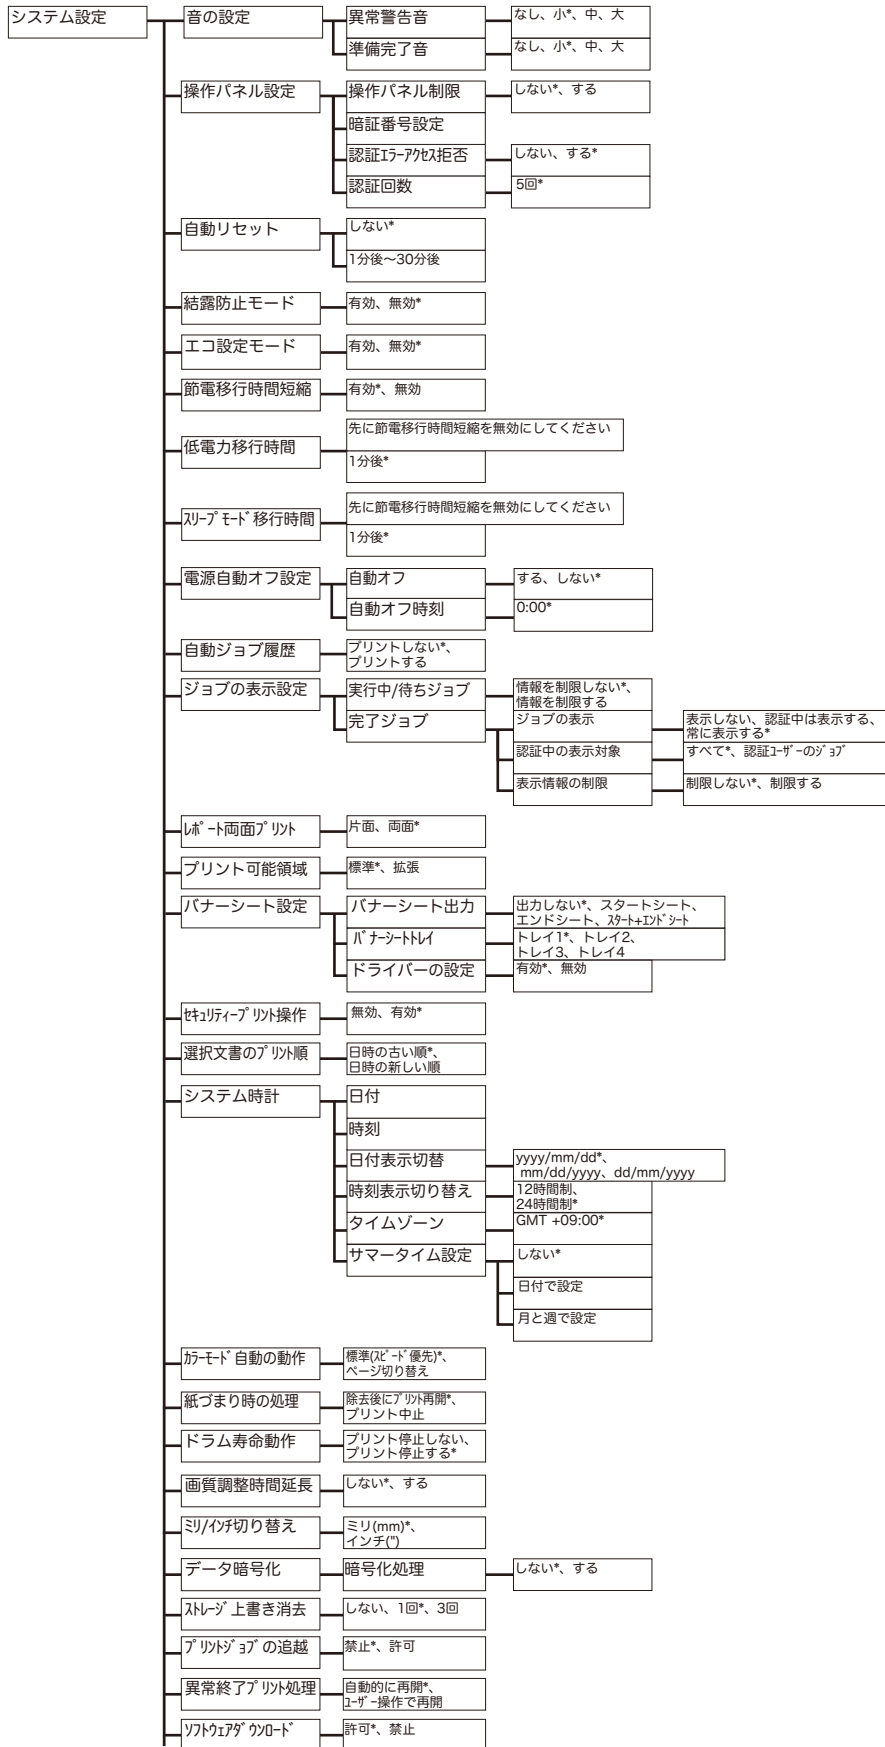 システム設定
音の設定
異常警告音
なし、小*、中、大
準備完了音
なし、小*、中、大
操作パネル設定
操作パネル制限
しない*、する
暗証番号設定
認証ｴﾗｰｱｸｾｽ拒否
しない、する*
認証回数
5回*
自動リセット
しない*
1分後～30分後
結露防止モード
有効、無効*
エコ設定モード
有効、無効*
節電移行時間短縮
有効*、無効
低電力移行時間
先に節電移行時間短縮を無効にしてください
1分後*
ｽﾘｰﾌﾟﾓｰﾄﾞ移行時間
先に節電移行時間短縮を無効にしてください
1分後*
電源自動オフ設定
自動オフ
する、しない*
自動オフ時刻
0:00*
自動ジョブ履歴
プリントしない*、
プリントする
ジョブの表示設定
実行中/待ちジョブ
情報を制限しない*、
情報を制限する
完了ジョブ
ジョブの表示
表示しない、認証中は表示する、
常に表示する*
認証中の表示対象
すべて*、認証ﾕｰｻﾞｰのｼﾞｮﾌﾞ
表示情報の制限
制限しない*、制限する
ﾚﾎﾟｰﾄ両面ﾌﾟﾘﾝﾄ
片面、両面*
プリント可能領域
標準*、拡張
バナーシート設定
バナーシート出力
出力しない*、スタートシート、
エンドシート、ｽﾀｰﾄ+ｴﾝﾄﾞｼｰﾄ
ﾊﾞﾅｰｼｰﾄﾄﾚｲ
トレイ1*、トレイ2、
トレイ3、トレイ4
ドライバーの設定
有効*、無効
ｾｷｭﾘﾃｨｰﾌﾟﾘﾝﾄ操作
無効、有効*
選択文書のﾌﾟﾘﾝﾄ順
日時の古い順*、
日時の新しい順
システム時計
日付
時刻
日付表示切替
yyyy/mm/dd*、
mm/dd/yyyy、dd/mm/yyyy
時刻表示切り替え
12時間制、
24時間制*
タイムゾーン
GMT +09:00*
サマータイム設定
しない*
日付で設定
月と週で設定
ｶﾗｰﾓｰﾄﾞ自動の動作
標準(ｽﾋﾟｰﾄﾞ優先)*、
ページ切り替え
紙づまり時の処理
除去後にﾌﾟﾘﾝﾄ再開*、
プリント中止
ドラム寿命動作
プリント停止しない、
プリント停止する*
画質調整時間延長
しない*、する
ﾐﾘ/ｲﾝﾁ切り替え
ミリ(mm)*、
インチ(")
データ暗号化
暗号化処理
しない*、する
ｽﾄﾚｰｼﾞ上書き消去
しない、1回*、3回
ﾌﾟﾘﾝﾄｼﾞｮﾌﾞの追越
禁止*、許可
異常終了ﾌﾟﾘﾝﾄ処理
自動的に再開*、
ﾕｰｻﾞｰ操作で再開
ｿﾌﾄｳｪｱﾀﾞｳﾝﾛｰﾄﾞ
許可*、禁止